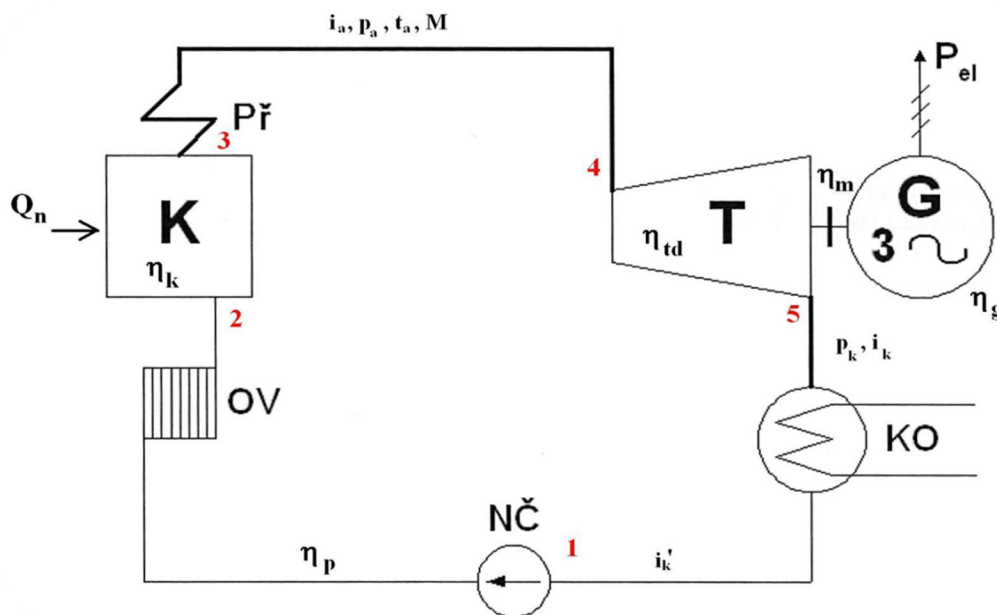 i_a, p_a , t_a, M
P_el
Př
3
4
η_m
G
Q_n
K
T
3
η_td
η_k
η_g
2
5
p_k , i_k
OV
KO
NČ
1
η_p
i_k'